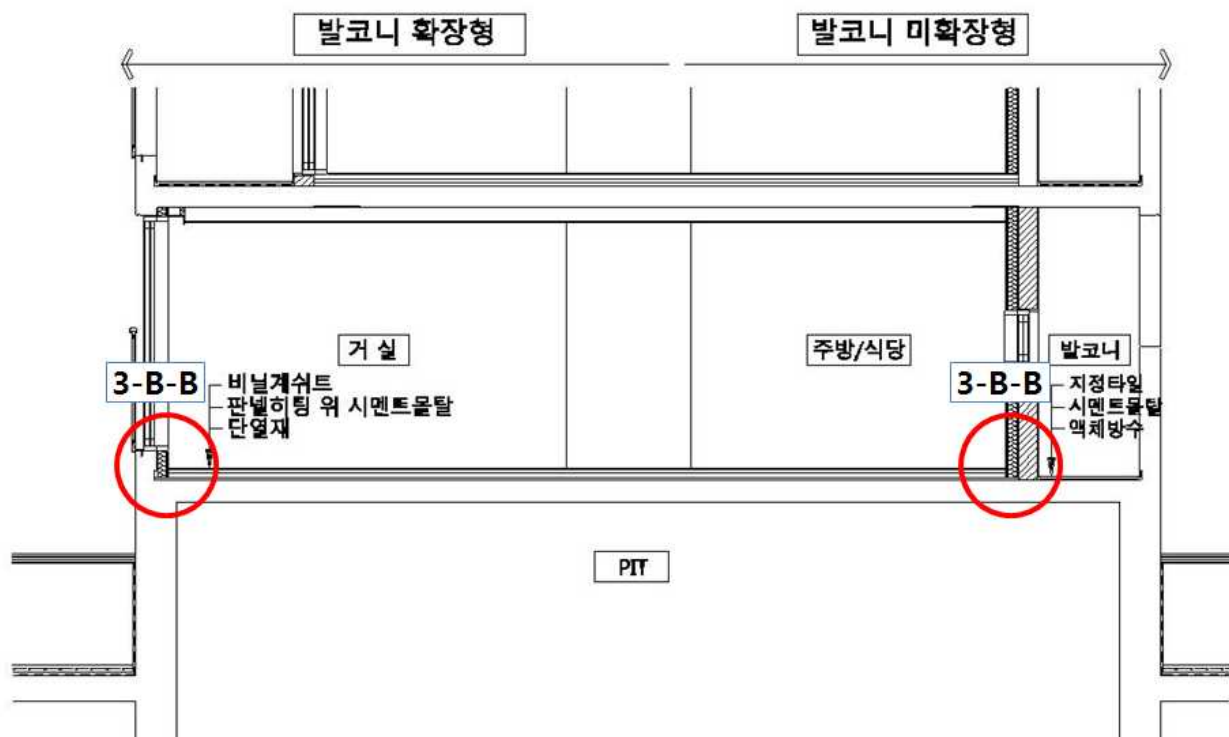 발코니 확장형
발코니 미확장형
거 실
주방/식당
발코니
3-B-B
비닐계쉬트
판넬히팅 위 시멘트몰탈
단열재
3-B-B
지정타일
시멘트몰탈
액체방수
PIT